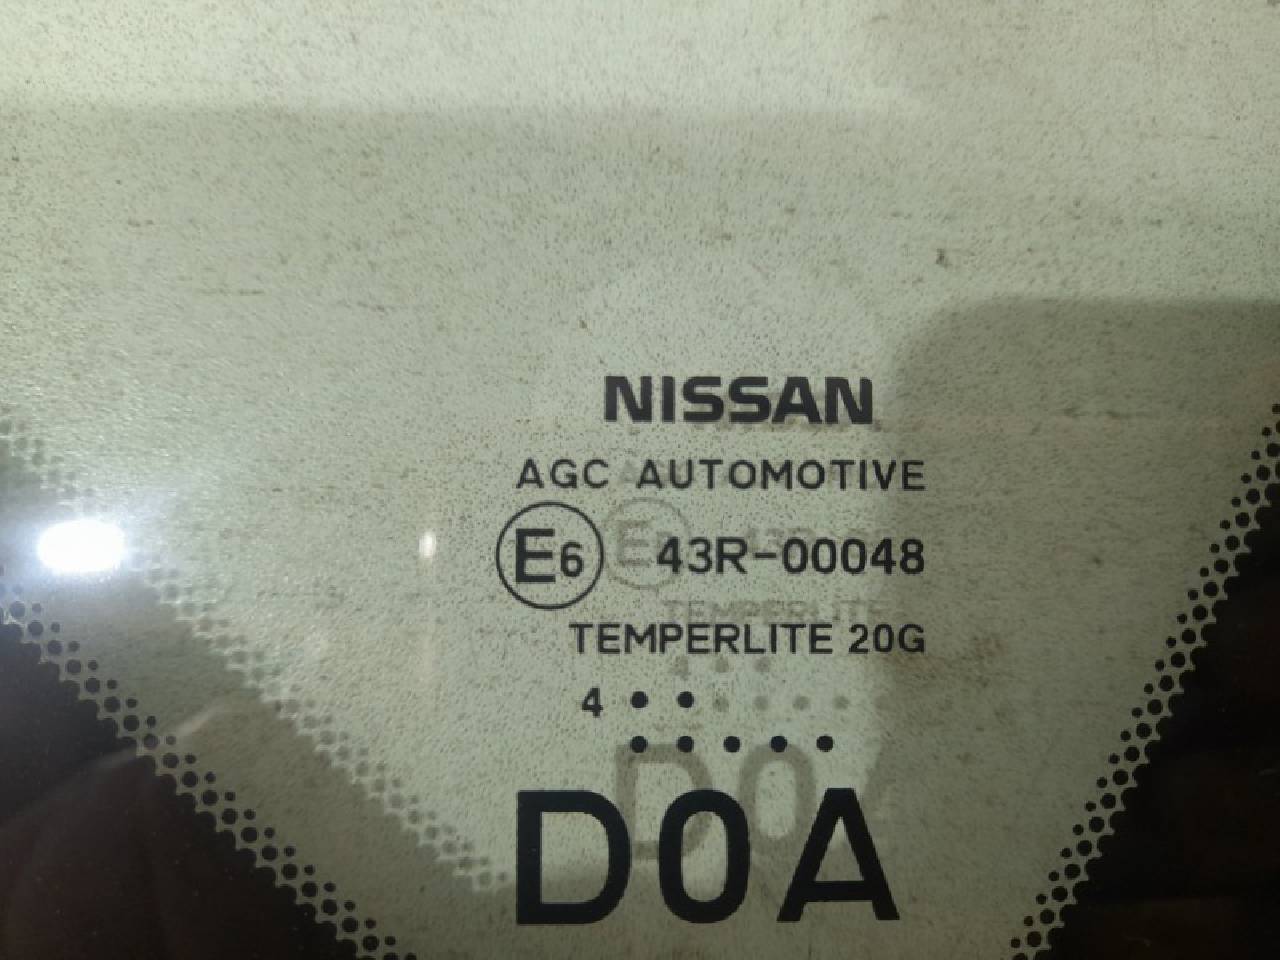 NISSAN
AGC AUTOMOTIVE
E6 43R-00048
TEMPERLITE 20G
4 ● ●
● ● ● ● ●
D0A